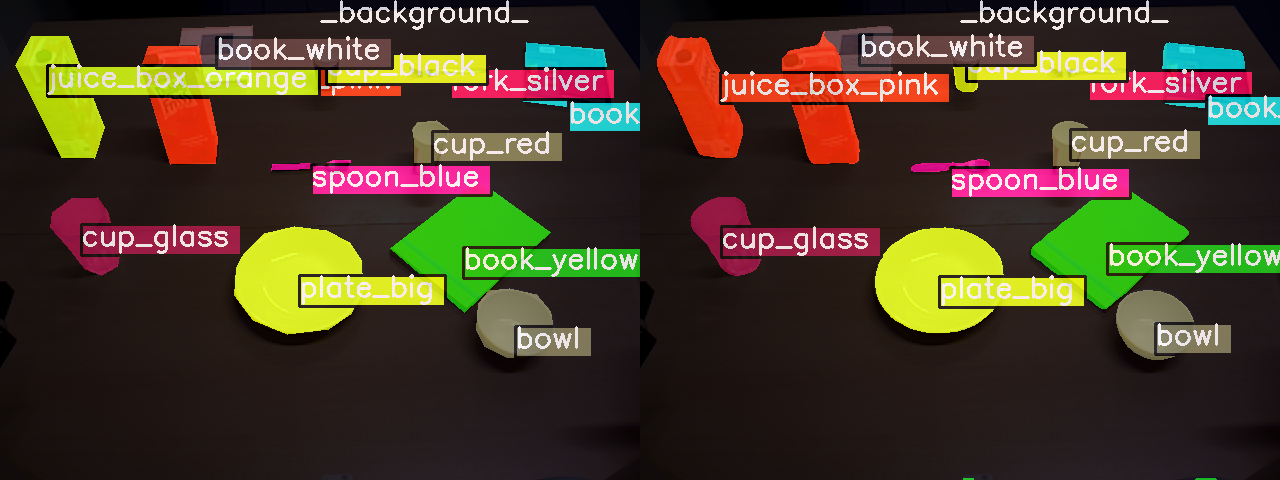 _background_
book_white
cup_black
juice_box_orange
fork_silver
book
cup_red
spoon_blue
cup_glass
book_yellow
plate_big
bowl
_background_
book_white
cup_black
juice_box_pink
fork_silver
book
cup_red
spoon_blue
cup_glass
book_yellow
plate_big
bowl